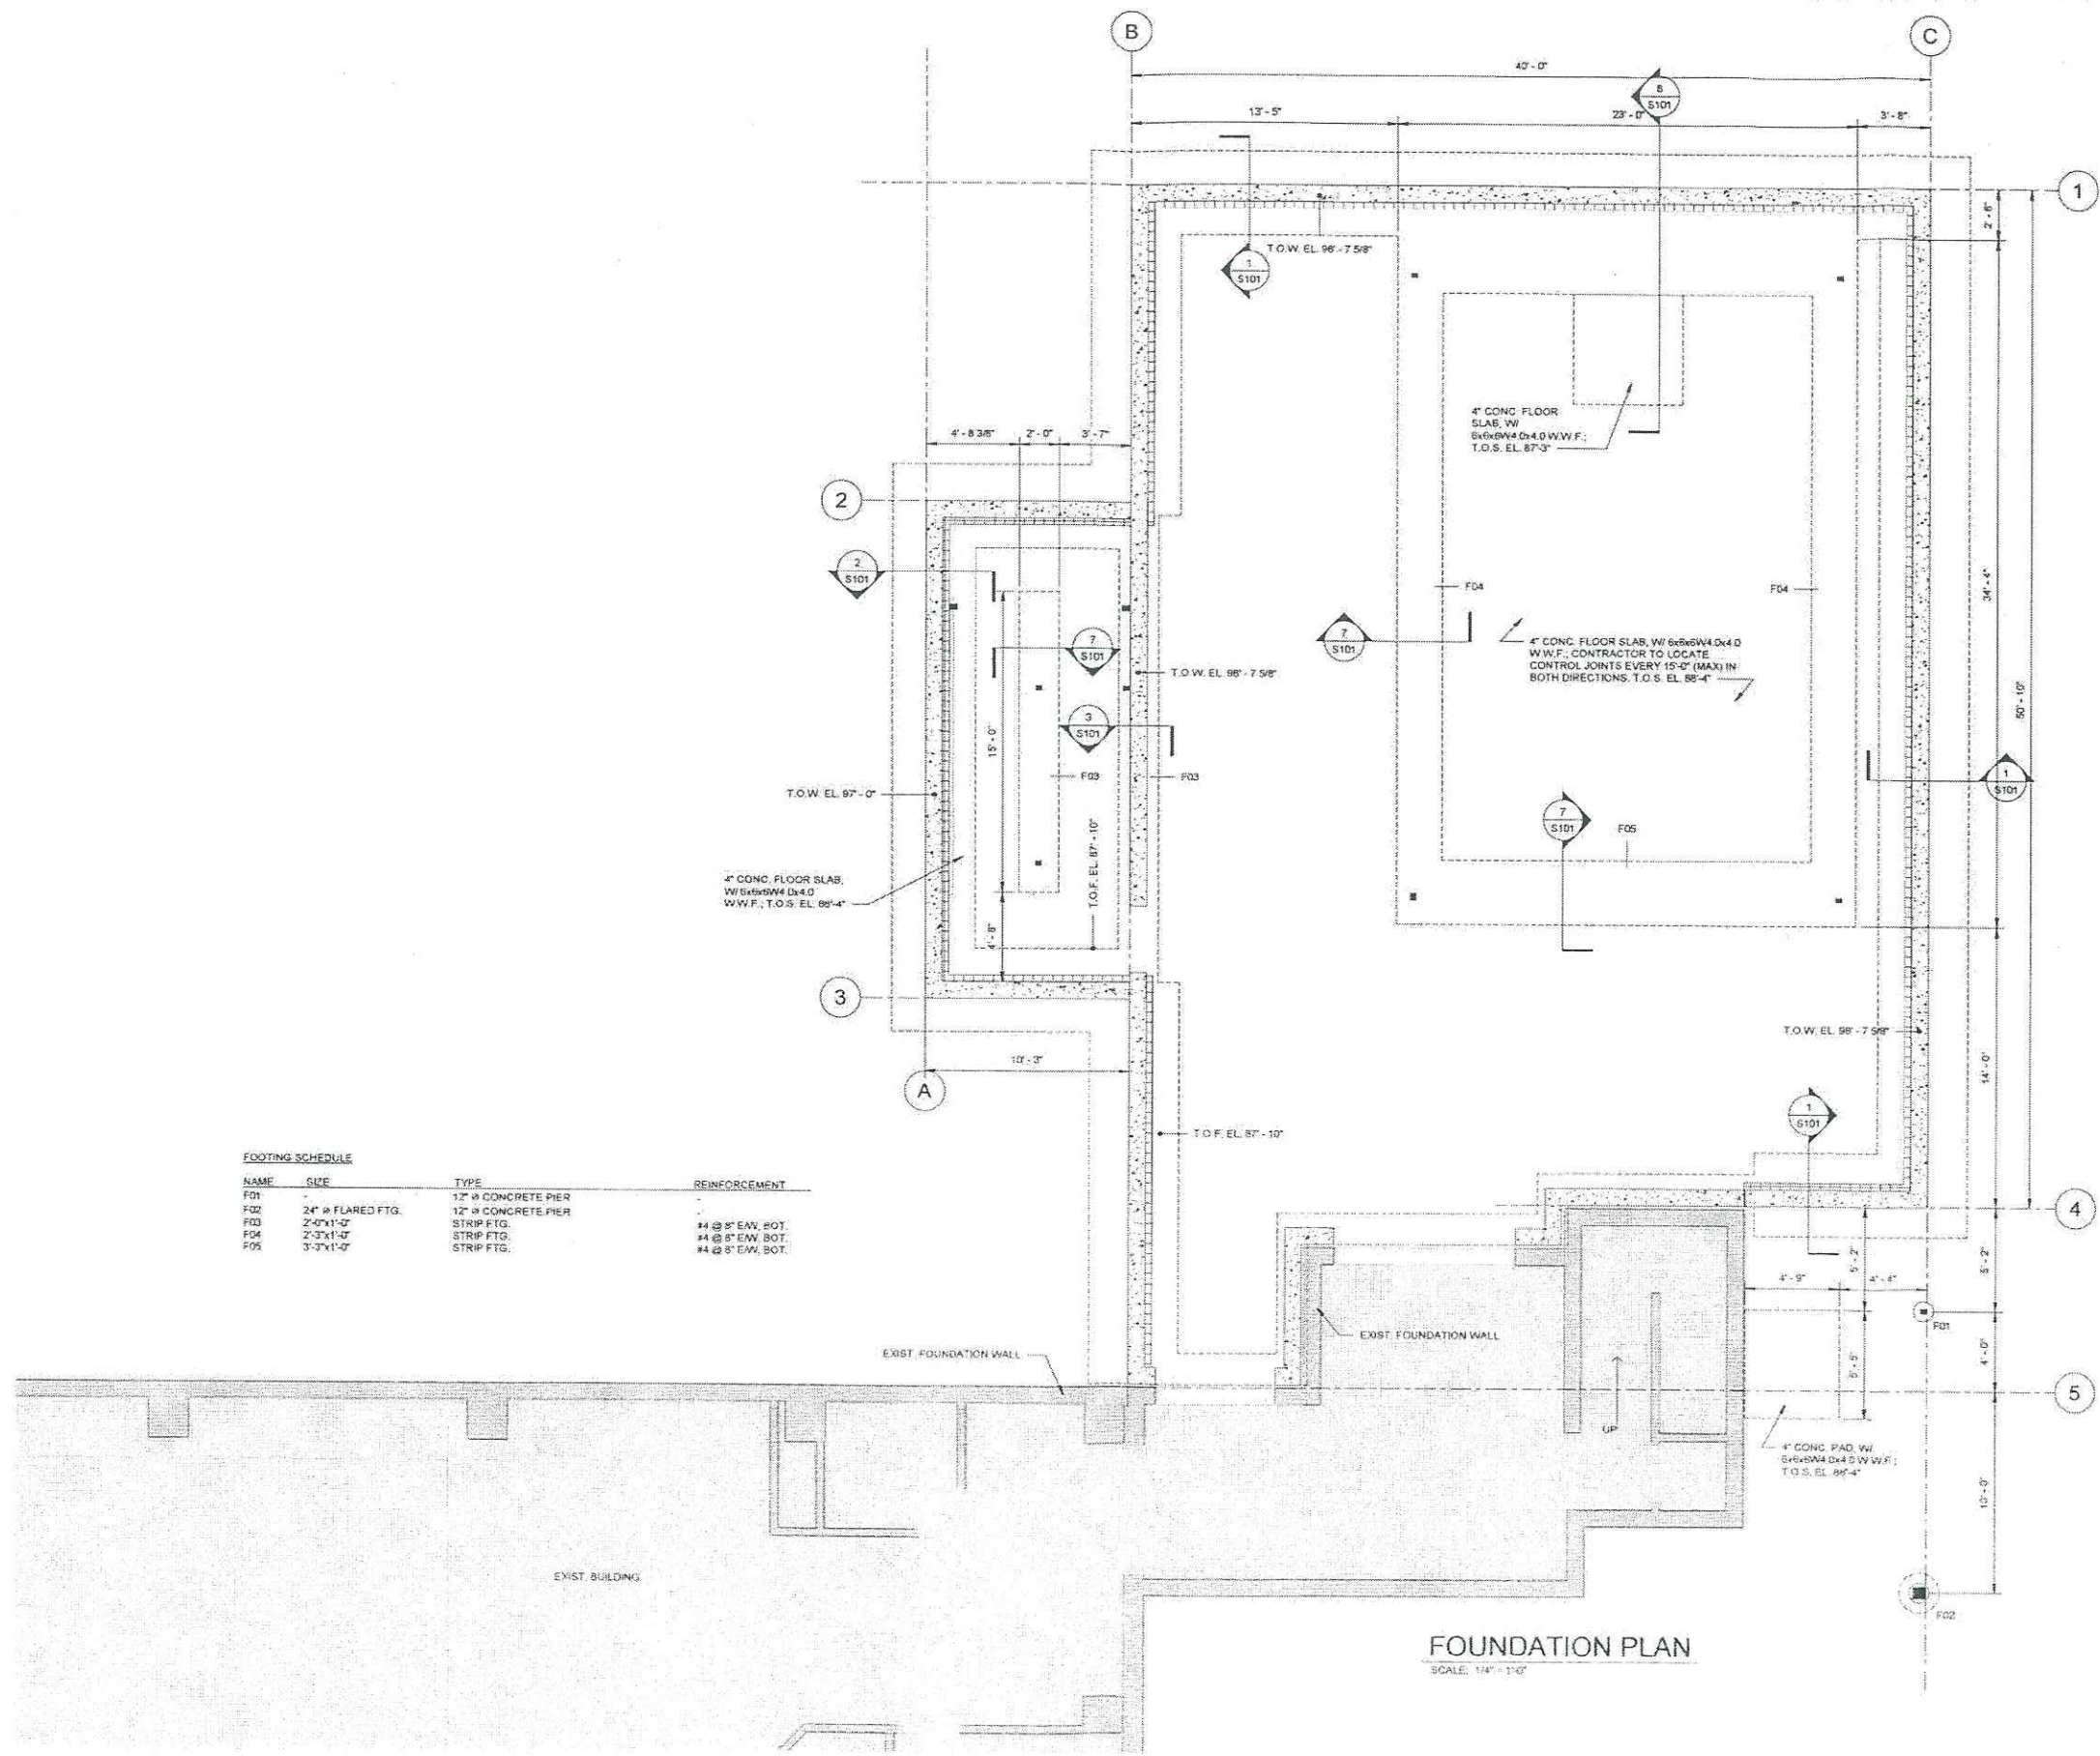 B
C
40' - 0"
8
S101
13' - 5"
23' - 0"
3' - 8"
1
2' - 6"
T.O.W. EL. 98' - 7 5/8"
1
S101
4" CONC. FLOOR
SLAB, W/
6x6xW4.0x4.0 W.W.F.;
T.O.S. EL. 87'-3"
4' - 8 3/8"
2' - 0"
3' - 7"
2
2
S101
F04
F04
34' - 4"
7
S101
7
S101
4" CONC. FLOOR SLAB, W/ 6x6x6W4.0x4.0
W.W.F.; CONTRACTOR TO LOCATE
CONTROL JOINTS EVERY 15'-0" (MAX) IN
BOTH DIRECTIONS. T.O.S. EL. 88'-4"
T.O.W. EL. 98' - 7 5/8"
50' - 10"
3
S101
15' - 0"
F03
F03
T.O.W. EL. 97' - 0"
1
S101
7
S101
F05
T.O.F. EL. 87' - 10"
4" CONC. FLOOR SLAB,
W/ 6x6x6W4.0x4.0
W.W.F.; T.O.S. EL. 88'-4"
4' - 8"
3
T.O.W. EL. 98' - 7 5/8"
10' - 3"
A
14' - 0"
1
S101
T.O.F. EL. 87' - 10"
FOOTING SCHEDULE
NAME SIZE TYPE REINFORCEMENT
F01 - 12" Ø CONCRETE PIER -
F02 24" Ø FLARED FTG. 12" Ø CONCRETE PIER -
F03 2'-0"x1'-0" STRIP FTG. #4 @ 8" E/W, BOT.
F04 2'-3"x1'-0" STRIP FTG. #4 @ 8" E/W, BOT.
F05 3'-3"x1'-0" STRIP FTG. #4 @ 8" E/W, BOT.
4
5' - 2"
5' - 2"
4' - 9"
4' - 4"
F01
EXIST. FOUNDATION WALL
EXIST. FOUNDATION WALL
4' - 0"
5' - 5"
5
UP
4" CONC. PAD, W/
6x6x6W4.0x4.0 W.W.F.;
T.O.S. EL. 88'-4"
10' - 0"
EXIST. BUILDING
F02
FOUNDATION PLAN
SCALE: 1/4" = 1'-0"